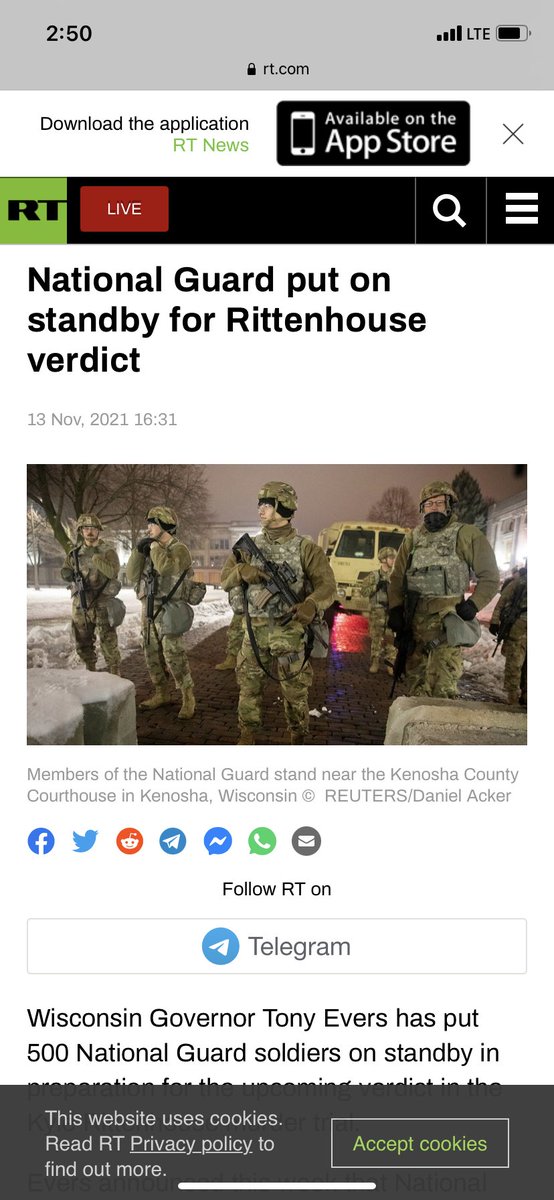 2:50
LTE
rt.com
Download the application
RT News
Available on the
App Store
RT
LIVE
National Guard put on
standby for Rittenhouse
verdict
13 Nov, 2021 16:31
Members of the National Guard stand near the Kenosha County
Courthouse in Kenosha, Wisconsin © REUTERS/Daniel Acker
Follow RT on
Telegram
Wisconsin Governor Tony Evers has put
500 National Guard soldiers on standby in
preparation for the upcoming verdict in the
Kyle Rittenhouse murder trial.
This website uses cookies.
Read RT Privacy policy to
find out more.
Accept cookies
Evers announced this week that National